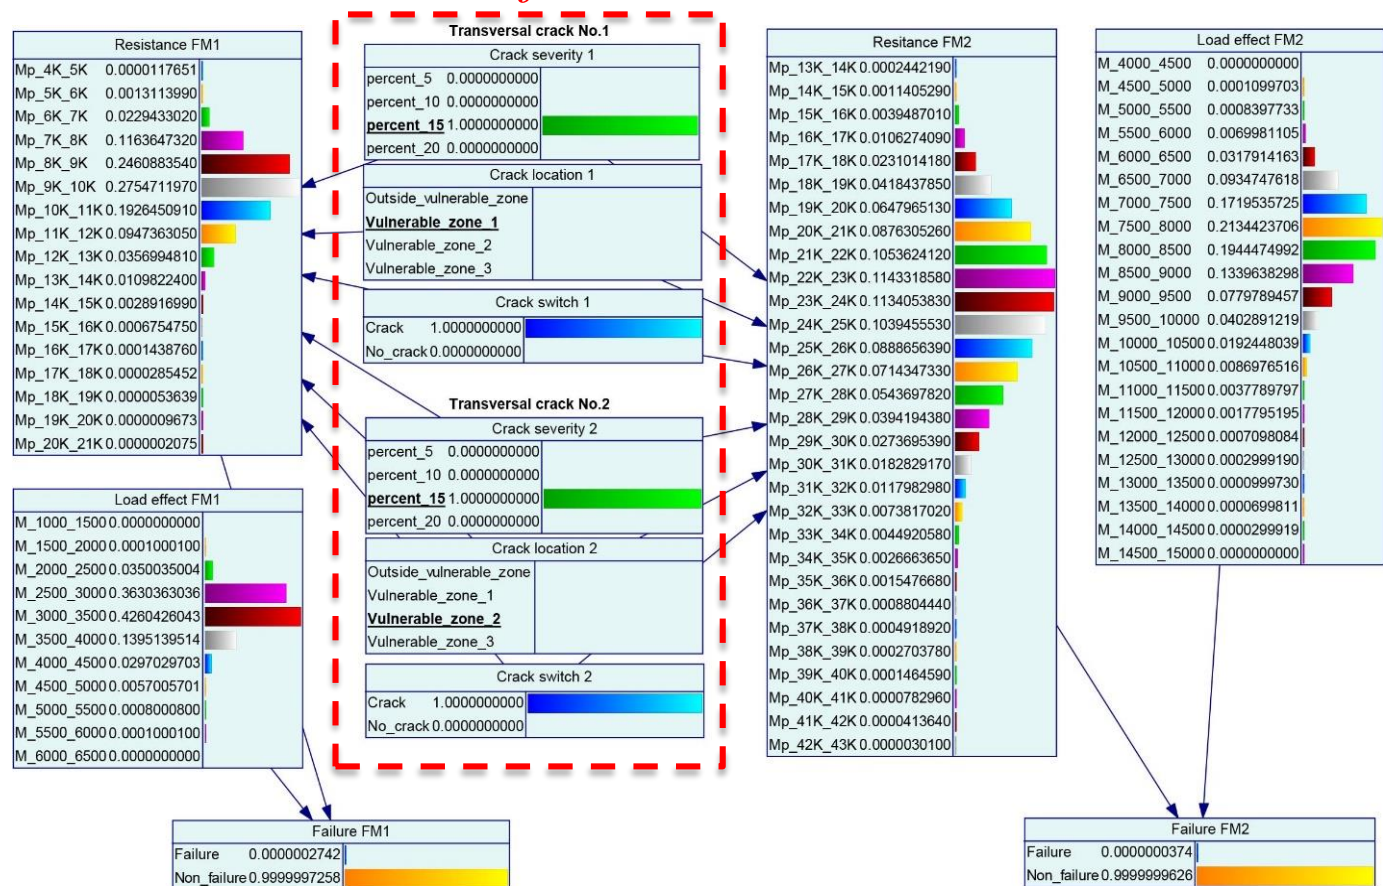 Resistance FM1
Mp_4K_5K 0.0000117651
Mp_5K_6K 0.0013113990
Mp_6K_7K 0.0229433020
Mp_7K_8K 0.1163647320
Mp_8K_9K 0.2460883540
Mp_9K_10K 0.2754711970
Mp_10K_11K 0.1926450910
Mp_11K_12K 0.0947363050
Mp_12K_13K 0.0356994810
Mp_13K_14K 0.0109822400
Mp_14K_15K 0.0028916990
Mp_15K_16K 0.0006754750
Mp_16K_17K 0.0001438760
Mp_17K_18K 0.0000285452
Mp_18K_19K 0.0000053639
Mp_19K_20K 0.0000009673
Mp_20K_21K 0.0000002075
Load effect FM1
M_1000_1500 0.0000000000
M_1500_2000 0.0001000100
M_2000_2500 0.0350035004
M_2500_3000 0.3630363036
M_3000_3500 0.4260426043
M_3500_4000 0.1395139514
M_4000_4500 0.0297029703
M_4500_5000 0.0057005701
M_5000_5500 0.0008000800
M_5500_6000 0.0001000100
M_6000_6500 0.0000000000
Failure FM1
Failure 0.0000002742
Non_failure 0.9999997258
Transversal crack No.1
Crack severity 1
percent_5 0.0000000000
percent_10 0.0000000000
percent_15 1.0000000000
percent_20 0.0000000000
Crack location 1
Outside_vulnerable_zone
Vulnerable_zone_1
Vulnerable_zone_2
Vulnerable_zone_3
Crack switch 1
Crack 1.0000000000
No_crack 0.0000000000
Transversal crack No.2
Crack severity 2
percent_5 0.0000000000
percent_10 0.0000000000
percent_15 1.0000000000
percent_20 0.0000000000
Crack location 2
Outside_vulnerable_zone
Vulnerable_zone_1
Vulnerable_zone_2
Vulnerable_zone_3
Crack switch 2
Crack 1.0000000000
No_crack 0.0000000000
Resitance FM2
Mp_13K_14K 0.0002442190
Mp_14K_15K 0.0011405290
Mp_15K_16K 0.0039487010
Mp_16K_17K 0.0106274090
Mp_17K_18K 0.0231014180
Mp_18K_19K 0.0418437850
Mp_19K_20K 0.0647965130
Mp_20K_21K 0.0876305260
Mp_21K_22K 0.1053624120
Mp_22K_23K 0.1143318580
Mp_23K_24K 0.1134053830
Mp_24K_25K 0.1039455530
Mp_25K_26K 0.0888656390
Mp_26K_27K 0.0714347330
Mp_27K_28K 0.0543697820
Mp_28K_29K 0.0394194380
Mp_29K_30K 0.0273695390
Mp_30K_31K 0.0182829170
Mp_31K_32K 0.0117982980
Mp_32K_33K 0.0073817020
Mp_33K_34K 0.0044920580
Mp_34K_35K 0.0026663650
Mp_35K_36K 0.0015476680
Mp_36K_37K 0.0008804440
Mp_37K_38K 0.0004918920
Mp_38K_39K 0.0002703780
Mp_39K_40K 0.0001464590
Mp_40K_41K 0.0000782960
Mp_41K_42K 0.0000413640
Mp_42K_43K 0.0000030100
Load effect FM2
M_4000_4500 0.0000000000
M_4500_5000 0.0001099703
M_5000_5500 0.0008397733
M_5500_6000 0.0069981105
M_6000_6500 0.0317914163
M_6500_7000 0.0934747618
M_7000_7500 0.1719535725
M_7500_8000 0.2134423706
M_8000_8500 0.1944474992
M_8500_9000 0.1339638298
M_9000_9500 0.0779789457
M_9500_10000 0.0402891219
M_10000_10500 0.0192448039
M_10500_11000 0.0086976516
M_11000_11500 0.0037789797
M_11500_12000 0.0017795195
M_12000_12500 0.0007098084
M_12500_13000 0.0002999190
M_13000_13500 0.0000999730
M_13500_14000 0.0000699811
M_14000_14500 0.0000299919
M_14500_15000 0.0000000000
Failure FM2
Failure 0.0000000374
Non_failure 0.9999999626